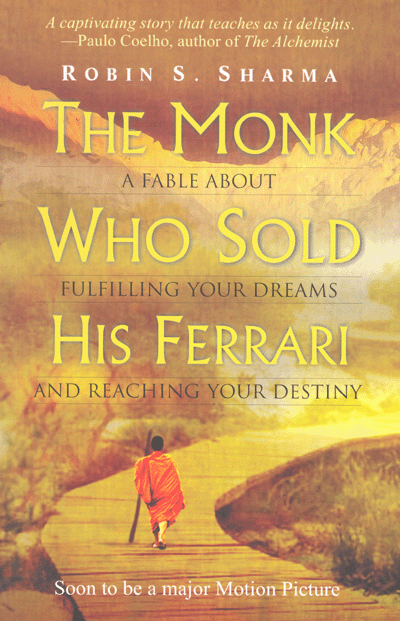 A captivating story that teaches as it delights.
—Paulo Coelho, author of The Alchemist
ROBIN S. SHARMA
THE MONK
A FABLE ABOUT
WHO SOLD
FULFILLING YOUR DREAMS
HIS FERRARI
AND REACHING YOUR DESTINY
Soon to be a major Motion Picture